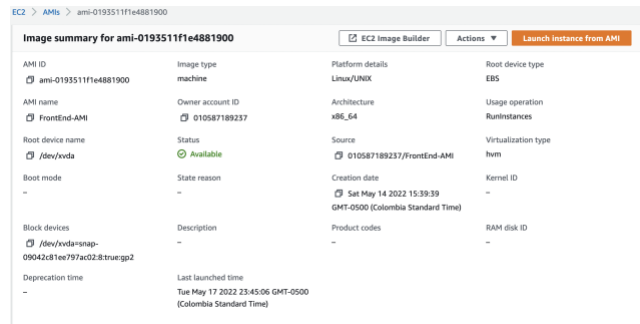 EC2 > AMIs > ami-0193511f1e4881900
Image summary for ami-0193511f1e4881900
EC2 Image Builder
Actions ▼
Launch instance from AMI
AMI ID
ami-0193511f1e4881900
Image type
machine
Platform details
Linux/UNIX
Root device type
EBS
AMI name
FrontEnd-AMI
Owner account ID
010587189237
Architecture
x86_64
Usage operation
RunInstances
Root device name
/dev/xvda
Status
Available
Source
010587189237/FrontEnd-AMI
Virtualization type
hvm
Boot mode
–
State reason
–
Creation date
Sat May 14 2022 15:39:39
GMT-0500 (Colombia Standard Time)
Kernel ID
–
Block devices
/dev/xvda=snap-
09042c81ee797ac02:8:true:gp2
Description
–
Product codes
–
RAM disk ID
–
Deprecation time
–
Last launched time
Tue May 17 2022 23:45:06 GMT-0500
(Colombia Standard Time)